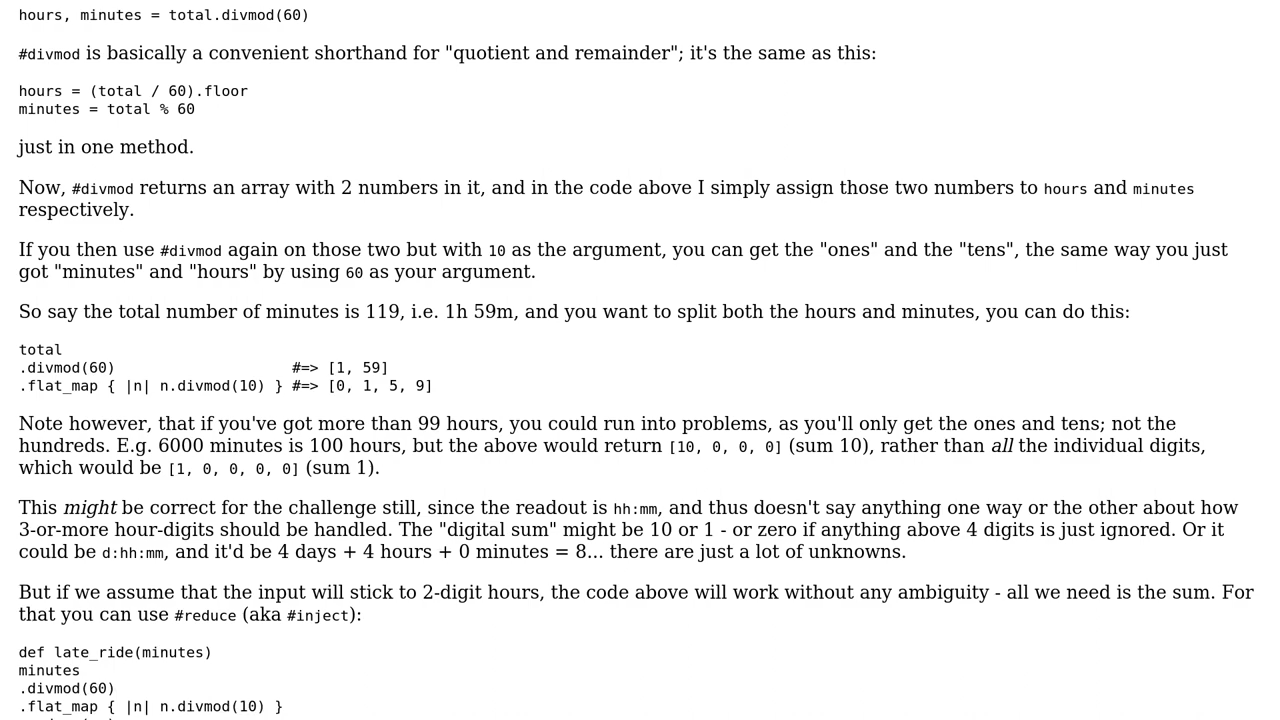 hours, minutes = total.divmod(60)
#divmod is basically a convenient shorthand for "quotient and remainder"; it's the same as this:
hours = (total / 60).floor
minutes = total % 60
just in one method.
Now, #divmod returns an array with 2 numbers in it, and in the code above I simply assign those two numbers to hours and minutes
respectively.
If you then use #divmod again on those two but with 10 as the argument, you can get the "ones" and the "tens", the same way you just
got "minutes" and "hours" by using 60 as your argument.
So say the total number of minutes is 119, i.e. 1h 59m, and you want to split both the hours and minutes, you can do this:
total
.divmod(60)                    #=> [1, 59]
.flat_map { |n| n.divmod(10) } #=> [0, 1, 5, 9]
Note however, that if you've got more than 99 hours, you could run into problems, as you'll only get the ones and tens; not the
hundreds. E.g. 6000 minutes is 100 hours, but the above would return [10, 0, 0, 0] (sum 10), rather than all the individual digits,
which would be [1, 0, 0, 0, 0] (sum 1).
This might be correct for the challenge still, since the readout is hh:mm, and thus doesn't say anything one way or the other about how
3-or-more hour-digits should be handled. The "digital sum" might be 10 or 1 - or zero if anything above 4 digits is just ignored. Or it
could be d:hh:mm, and it'd be 4 days + 4 hours + 0 minutes = 8... there are just a lot of unknowns.
But if we assume that the input will stick to 2-digit hours, the code above will work without any ambiguity - all we need is the sum. For
that you can use #reduce (aka #inject):
def late_ride(minutes)
minutes
.divmod(60)
.flat_map { |n| n.divmod(10) }